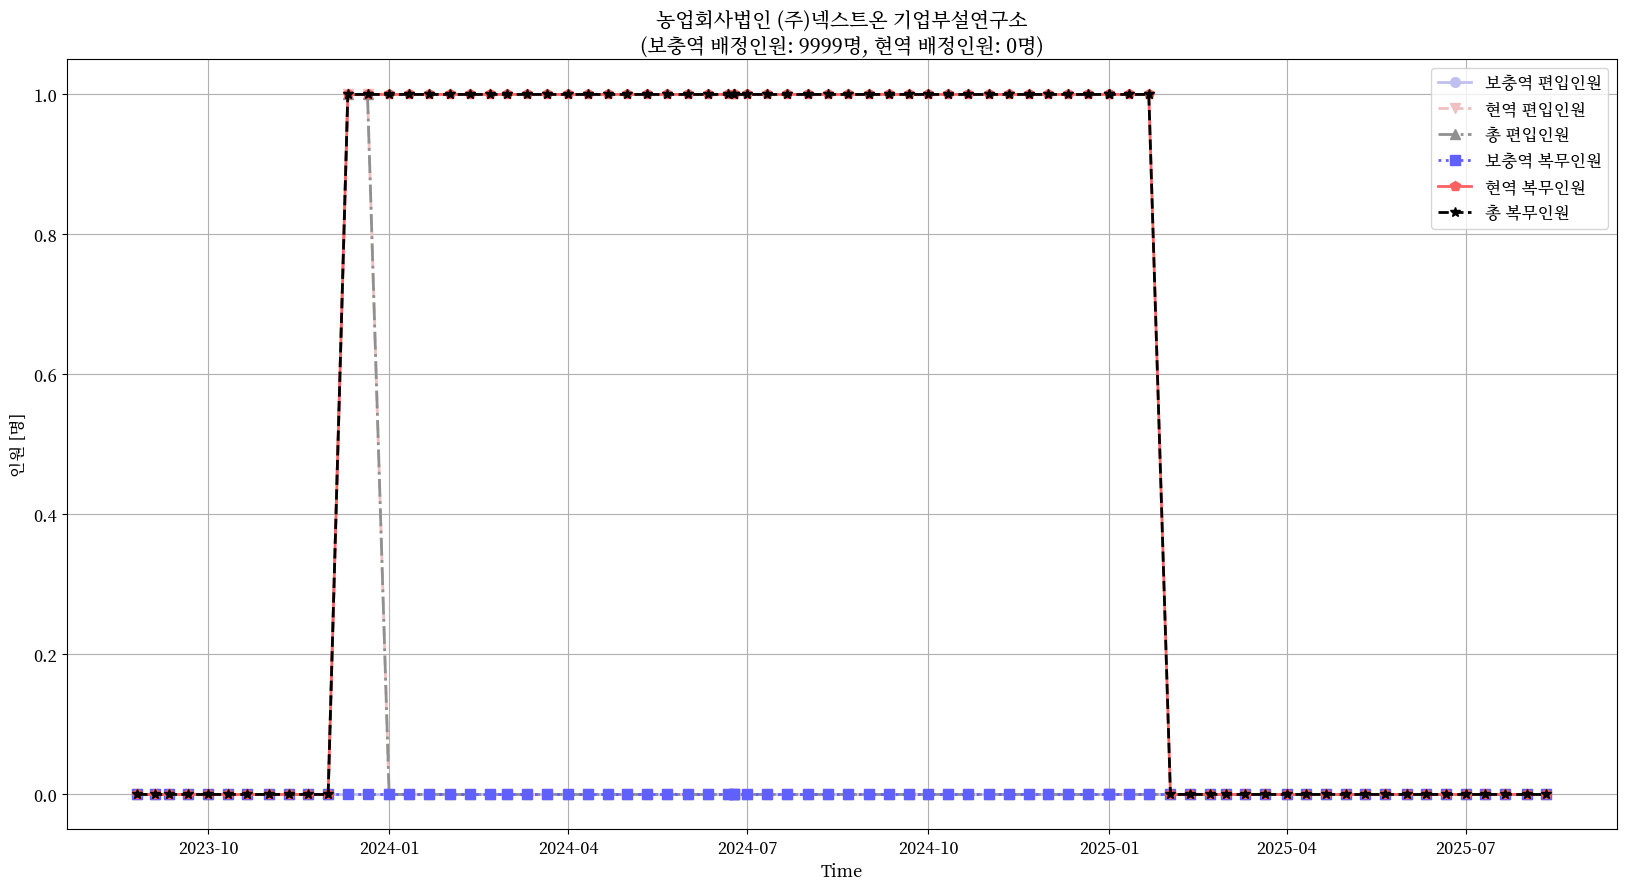 농업회사법인 (주)넥스트온 기업부설연구소
(보충역 배정인원: 9999명, 현역 배정인원: 0명)
보충역 편입인원
현역 편입인원
총 편입인원
보충역 복무인원
현역 복무인원
총 복무인원
인원 [명]
1.0
0.8
0.6
0.4
0.2
0.0
2023-10
2024-01
2024-04
2024-07
2024-10
2025-01
2025-04
2025-07
Time